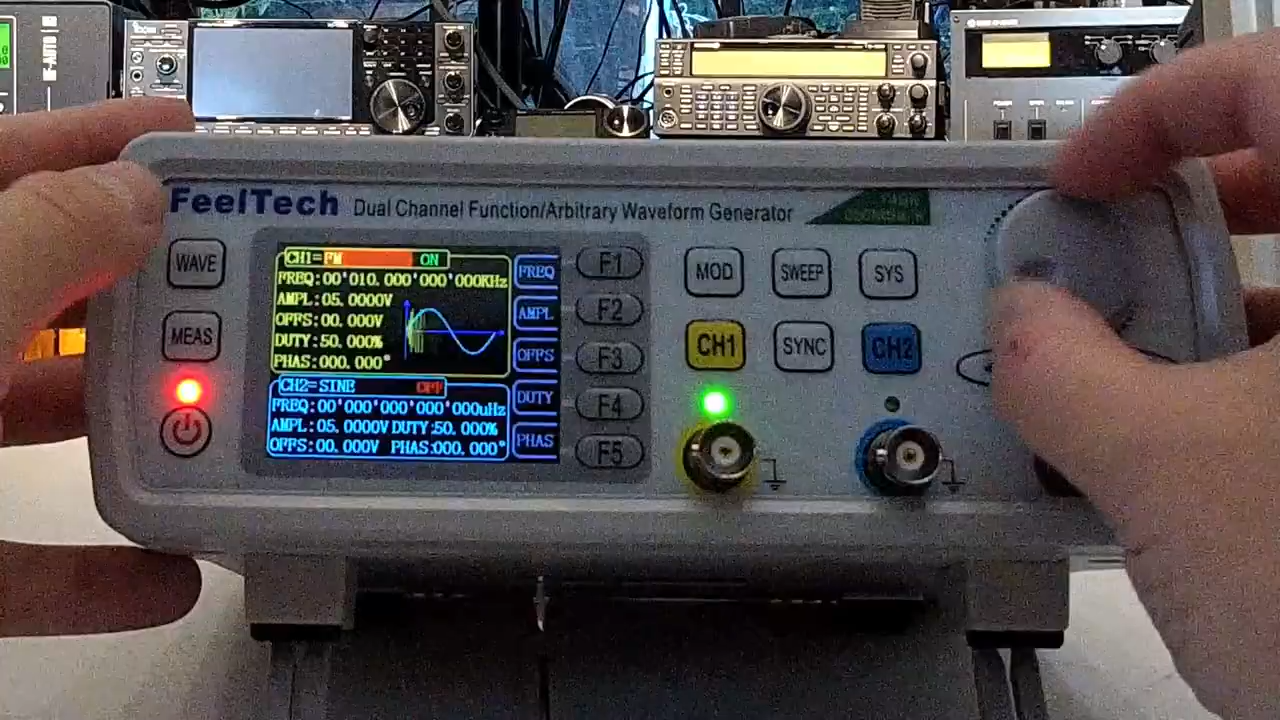 FeelTech
Dual Channel Function/Arbitrary Waveform Generator
WAVE
MEAS
CH1=FM ON
FREQ:00'010.000'000'000KHz
AMPL:05.0000V
OFFS:00.000V
DUTY:50.000%
PHAS:000.000°
CH2=SINE OFF
FREQ:00'000'000'000'000uHz
AMPL:05.0000V DUTY:50.000%
OFFS:00.000V PHAS:000.000°
FREQ
AMPL
OFFS
DUTY
PHAS
F1
F2
F3
F4
F5
MOD
SWEEP
SYS
CH1
SYNC
CH2